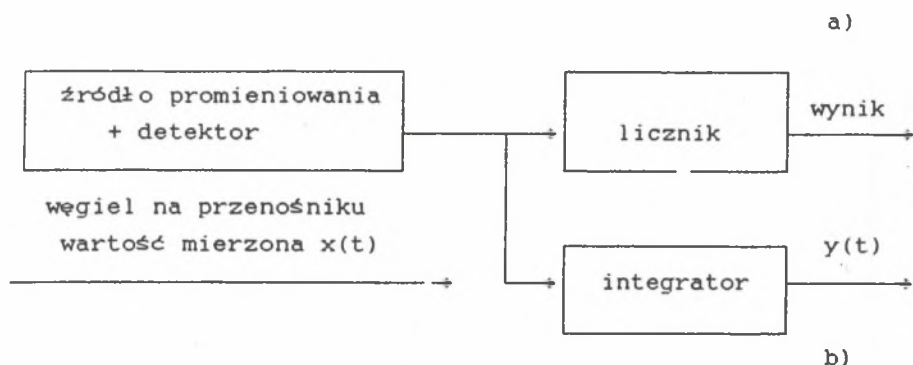 a)
źródło promieniowania
+ detektor
licznik
wynik
węgiel na przenośniku
wartość mierzona x(t)
integrator
y(t)
b)